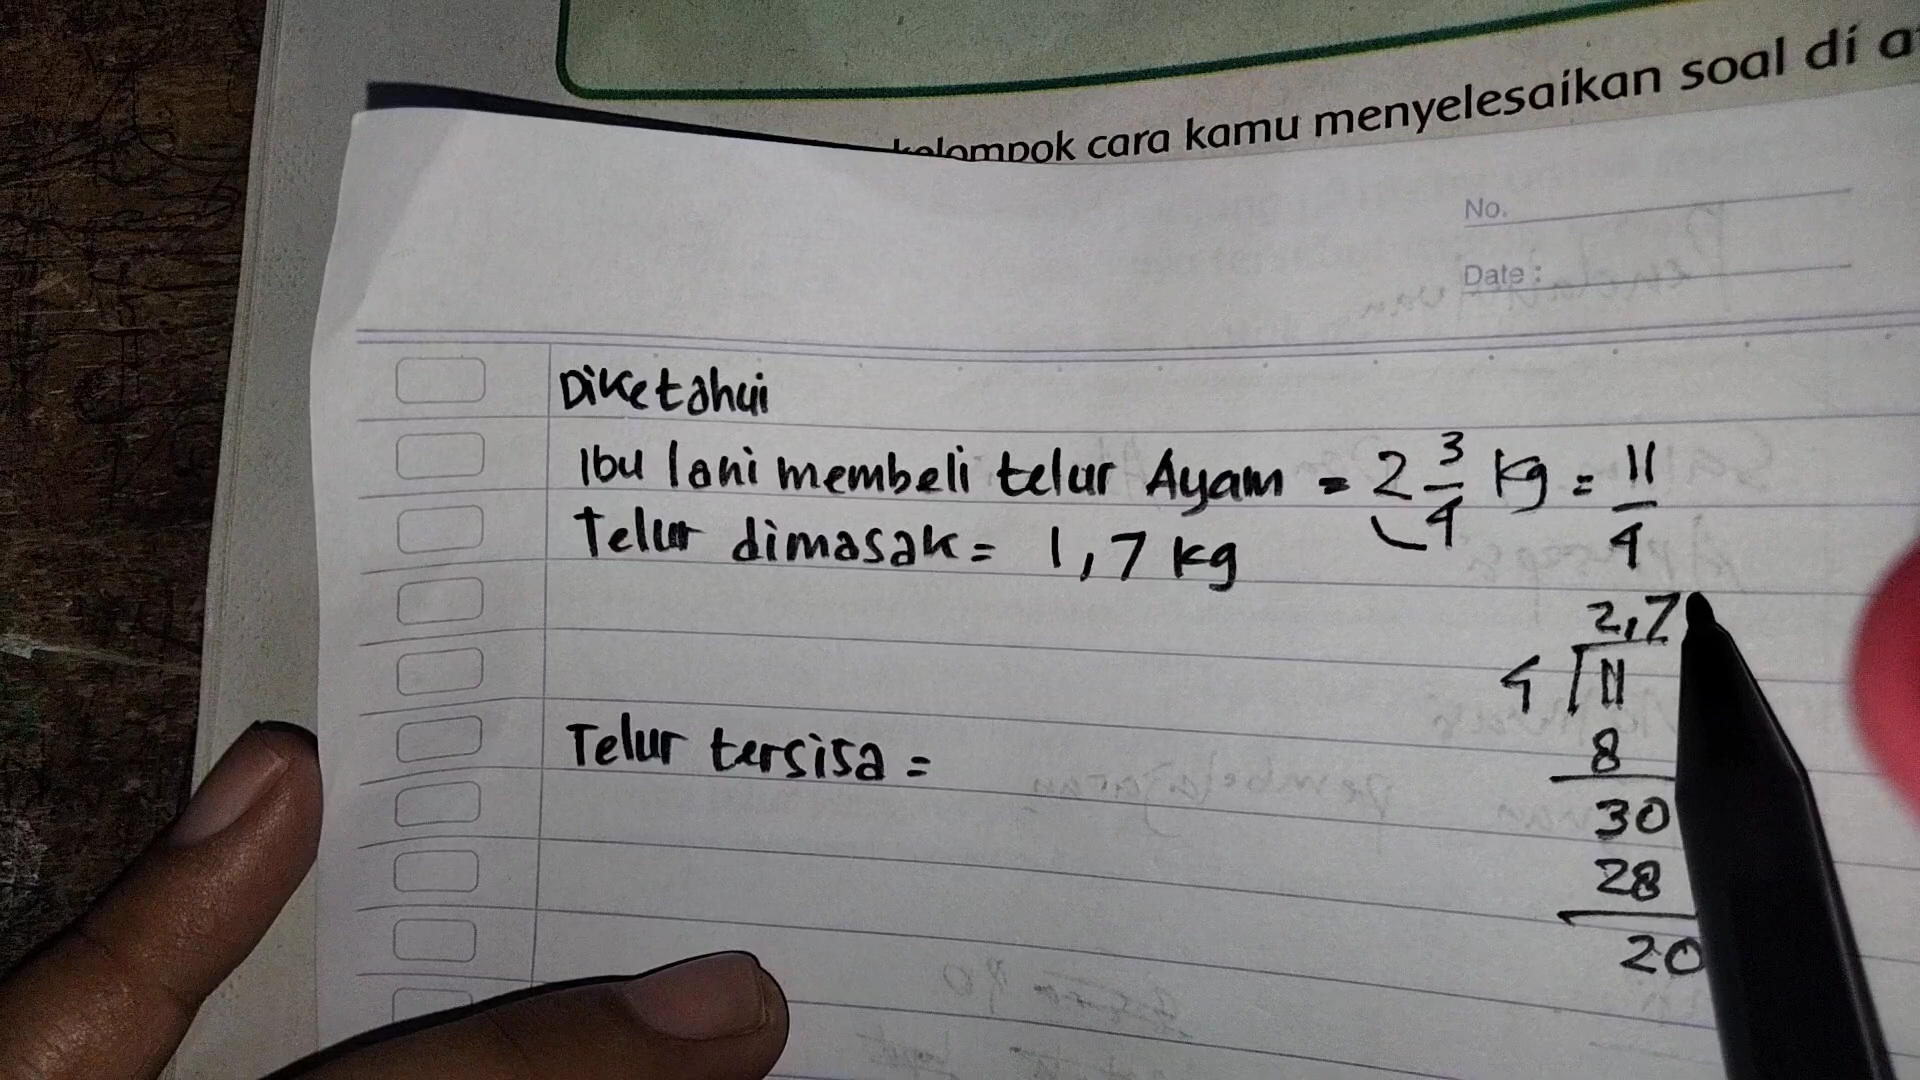 kelompok cara kamu menyelesaikan soal di
No.
Date :
Diketahui
Ibu lani membeli telur Ayam = 2 3/4 kg = 11/4
Telur dimasak = 1,7 kg
2,7
4 11
8
30
28
20
Telur tersisa =